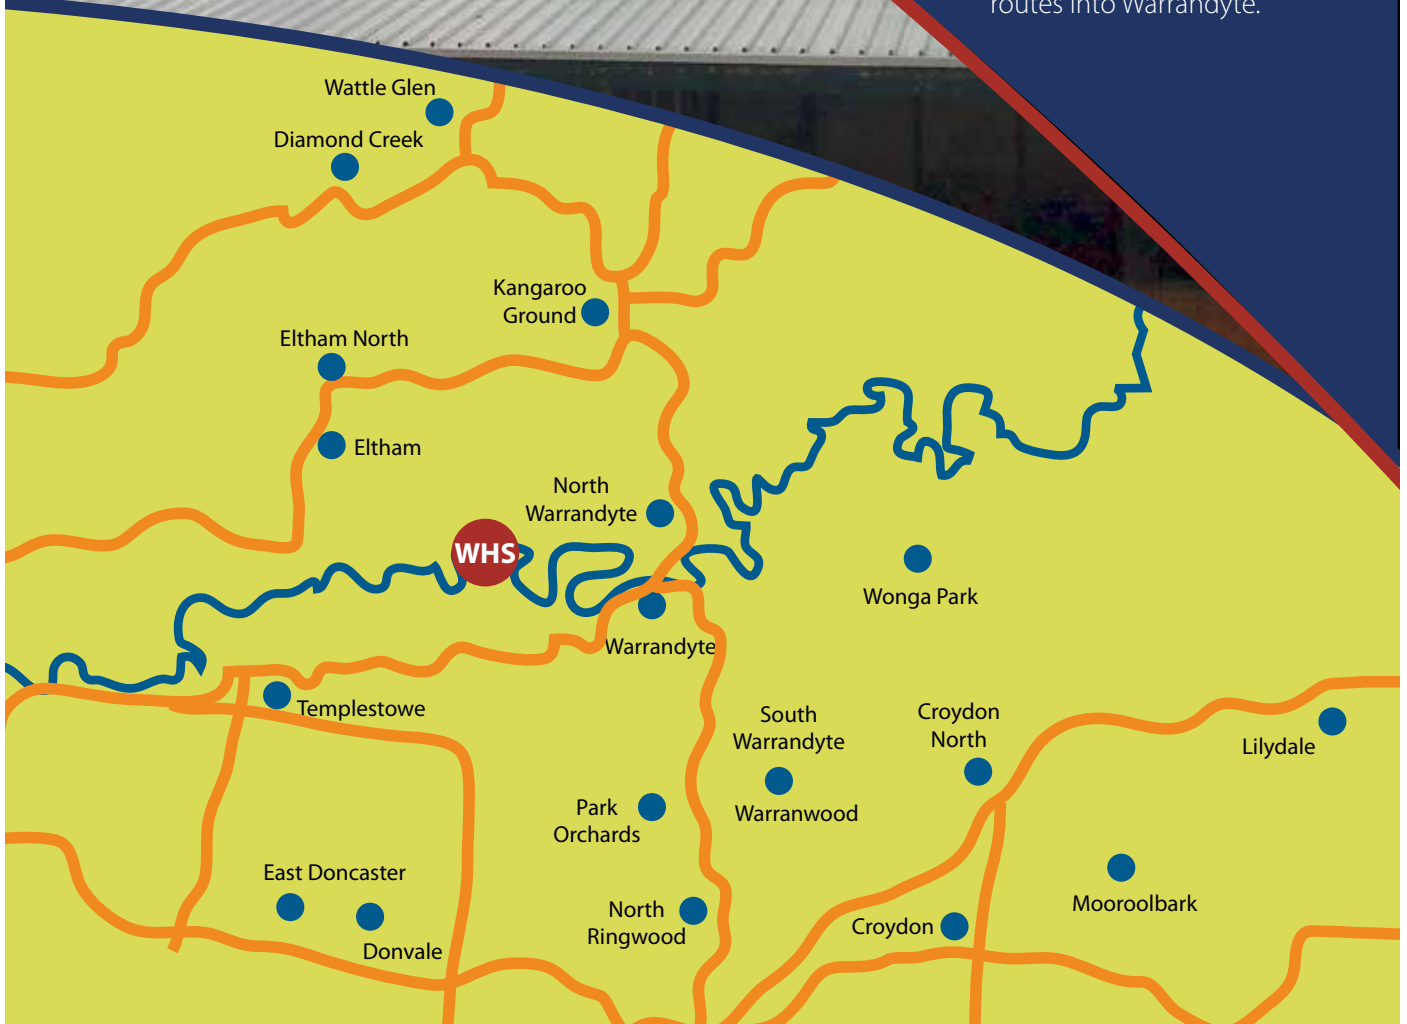 routes into Warrandyte.
Wattle Glen
Diamond Creek
Kangaroo
Ground
Eltham North
Eltham
North
Warrandyte
WHS
Wonga Park
Warrandyte
Templestowe
South
Warrandyte
Croydon
North
Lilydale
Park
Orchards
Warranwood
East Doncaster
Mooroolbark
North
Ringwood
Croydon
Donvale